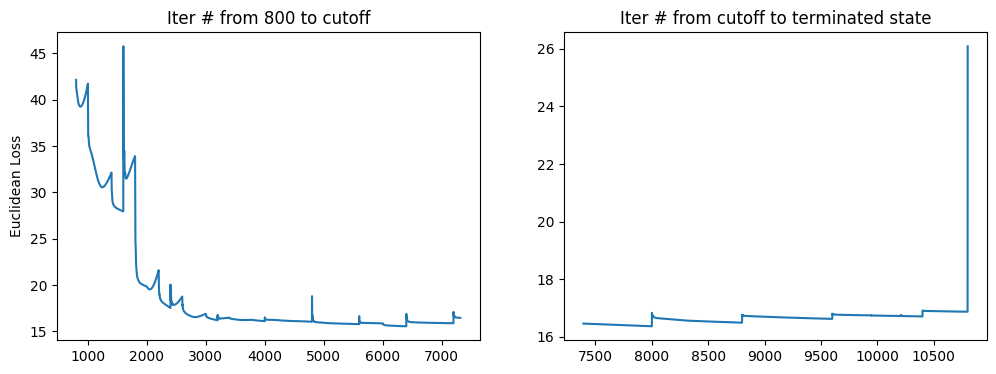 Iter # from 800 to cutoff
Euclidean Loss
45
40
35
30
25
20
15
1000 2000 3000 4000 5000 6000 7000
Iter # from cutoff to terminated state
26
24
22
20
18
16
7500 8000 8500 9000 9500 10000 10500